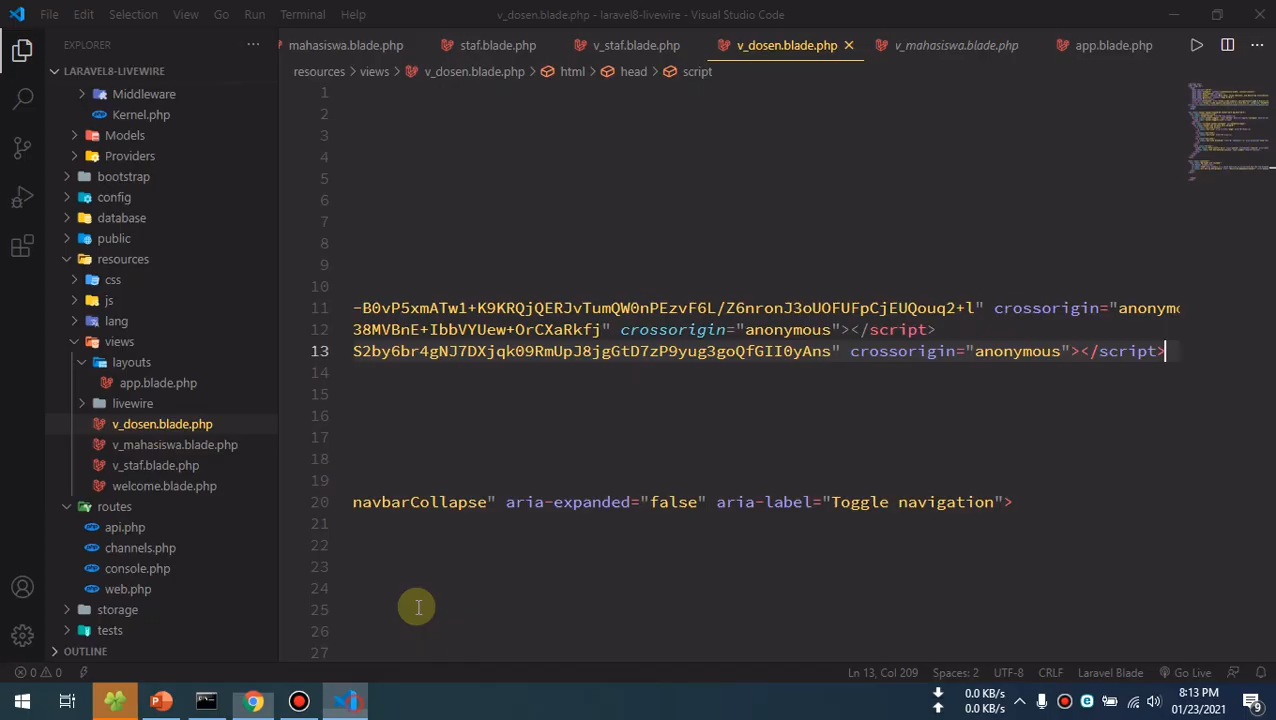 File Edit Selection View Go Run Terminal Help v_dosen.blade.php - laravel8-livewire - Visual Studio Code
EXPLORER
mahasiswa.blade.php staf.blade.php v_staf.blade.php v_dosen.blade.php v_mahasiswa.blade.php app.blade.php
resources > views > v_dosen.blade.php > html > head > script
LARAVEL8-LIVEWIRE
Middleware
Kernel.php
Models
Providers
bootstrap
config
database
public
resources
css
js
lang
views
layouts
app.blade.php
livewire
v_dosen.blade.php
v_mahasiswa.blade.php
v_staf.blade.php
welcome.blade.php
routes
api.php
channels.php
console.php
web.php
storage
tests
OUTLINE
1
2
3
4
5
6
7
8
9
10
11 -B0vP5xmATw1+K9KRQjQERJvTumQW0nPEzvF6L/Z6nronJ3oUOFUFpCjEUQouq2+l" crossorigin="anonymo
12 38MVBnE+IbbVYUew+OrCXaRkfj" crossorigin="anonymous"></script>
13 S2by6br4gNJ7DXjqk09RmUpJ8jgGtD7zP9yug3goQfGII0yAns" crossorigin="anonymous"></script>
14
15
16
17
18
19
20 navbarCollapse" aria-expanded="false" aria-label="Toggle navigation">
21
22
23
24
25
26
27
0 0 Ln 13, Col 209 Spaces: 2 UTF-8 CRLF Laravel Blade Go Live
0.0 KB/s
0.0 KB/s
8:13 PM
01/23/2021
9